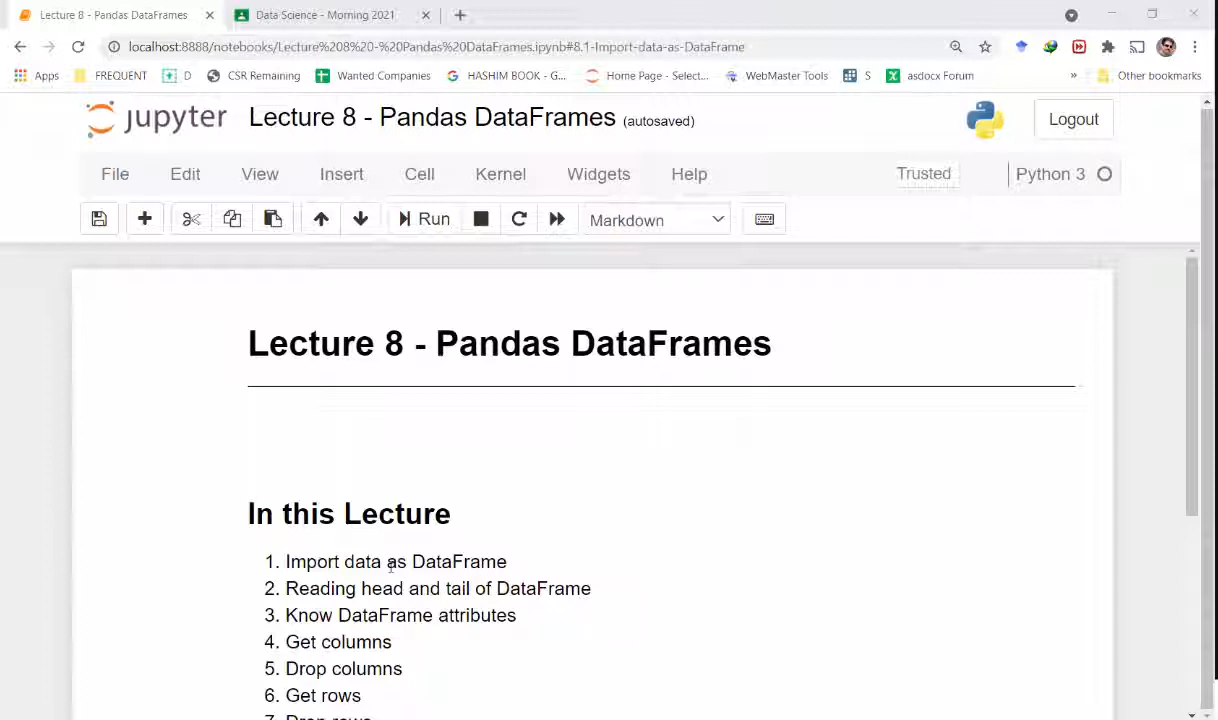 Lecture 8 - Pandas DataFrames
Data Science - Morning 2021
localhost:8888/notebooks/Lecture%208%20-%20Pandas%20DataFrames.ipynb#8.1-Import-data-as-DataFrame
Apps FREQUENT D CSR Remaining Wanted Companies HASHIM BOOK - G... Home Page - Select... WebMaster Tools S asdocx Forum » Other bookmarks
jupyter Lecture 8 - Pandas DataFrames (autosaved) Logout
File Edit View Insert Cell Kernel Widgets Help Trusted Python 3
Run Markdown
Lecture 8 - Pandas DataFrames
In this Lecture
1. Import data as DataFrame
2. Reading head and tail of DataFrame
3. Know DataFrame attributes
4. Get columns
5. Drop columns
6. Get rows
7. Drop rows